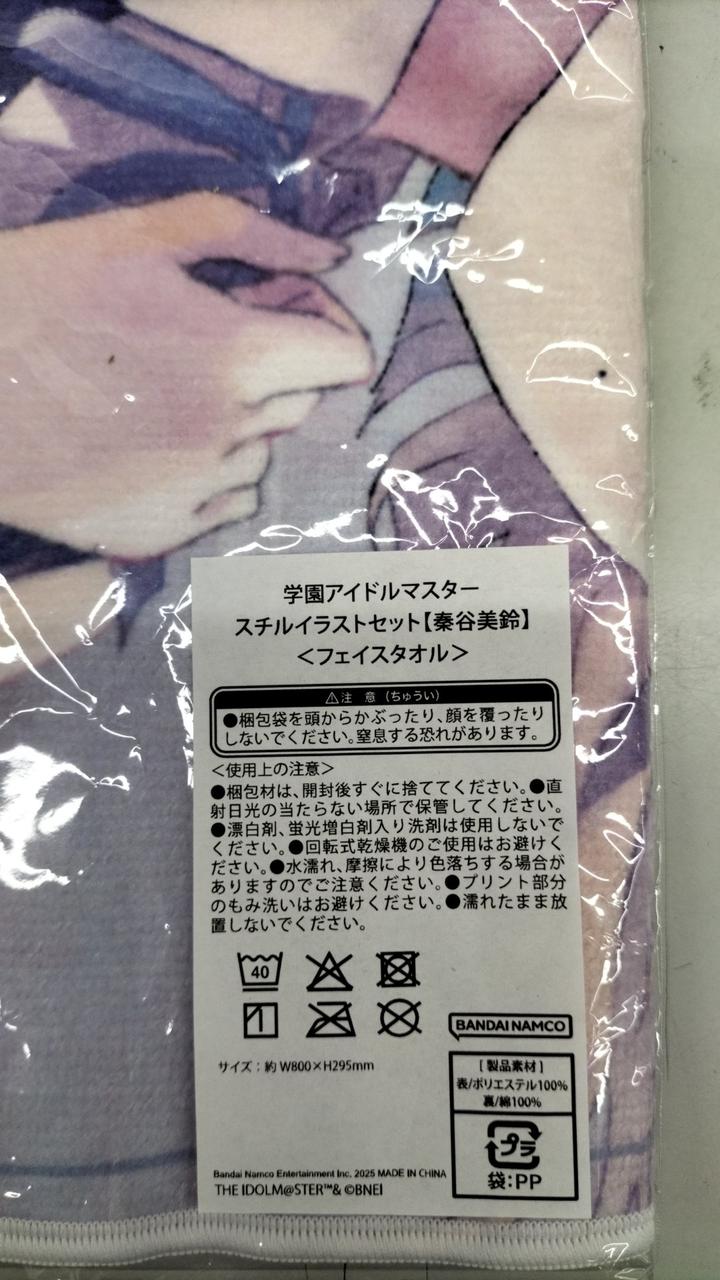 学園アイドルマスター
スチルイラストセット【秦谷美鈴】
＜フェイスタオル＞
⚠注　意（ちゅうい）
●梱包袋を頭からかぶったり、顔を覆ったり
しないでください。窒息する恐れがあります。
＜使用上の注意＞
●梱包材は、開封後すぐに捨ててください。●直
射日光の当たらない場所で保管してください。
●漂白剤、蛍光増白剤入り洗剤は使用しないで
ください。●回転式乾燥機のご使用はお避けく
ださい。●水濡れ、摩擦により色落ちする場合が
ありますのでご注意ください。●プリント部分
のもみ洗いはお避けください。●濡れたまま放
置しないでください。
40
BANDAI NAMCO
サイズ：約 W800×H295mm
[ 製品素材 ]
表/ポリエステル100%
裏/綿100%
プラ
袋：PP
Bandai Namco Entertainment Inc. 2025 MADE IN CHINA
THE IDOLM@STER™& ©BNEI